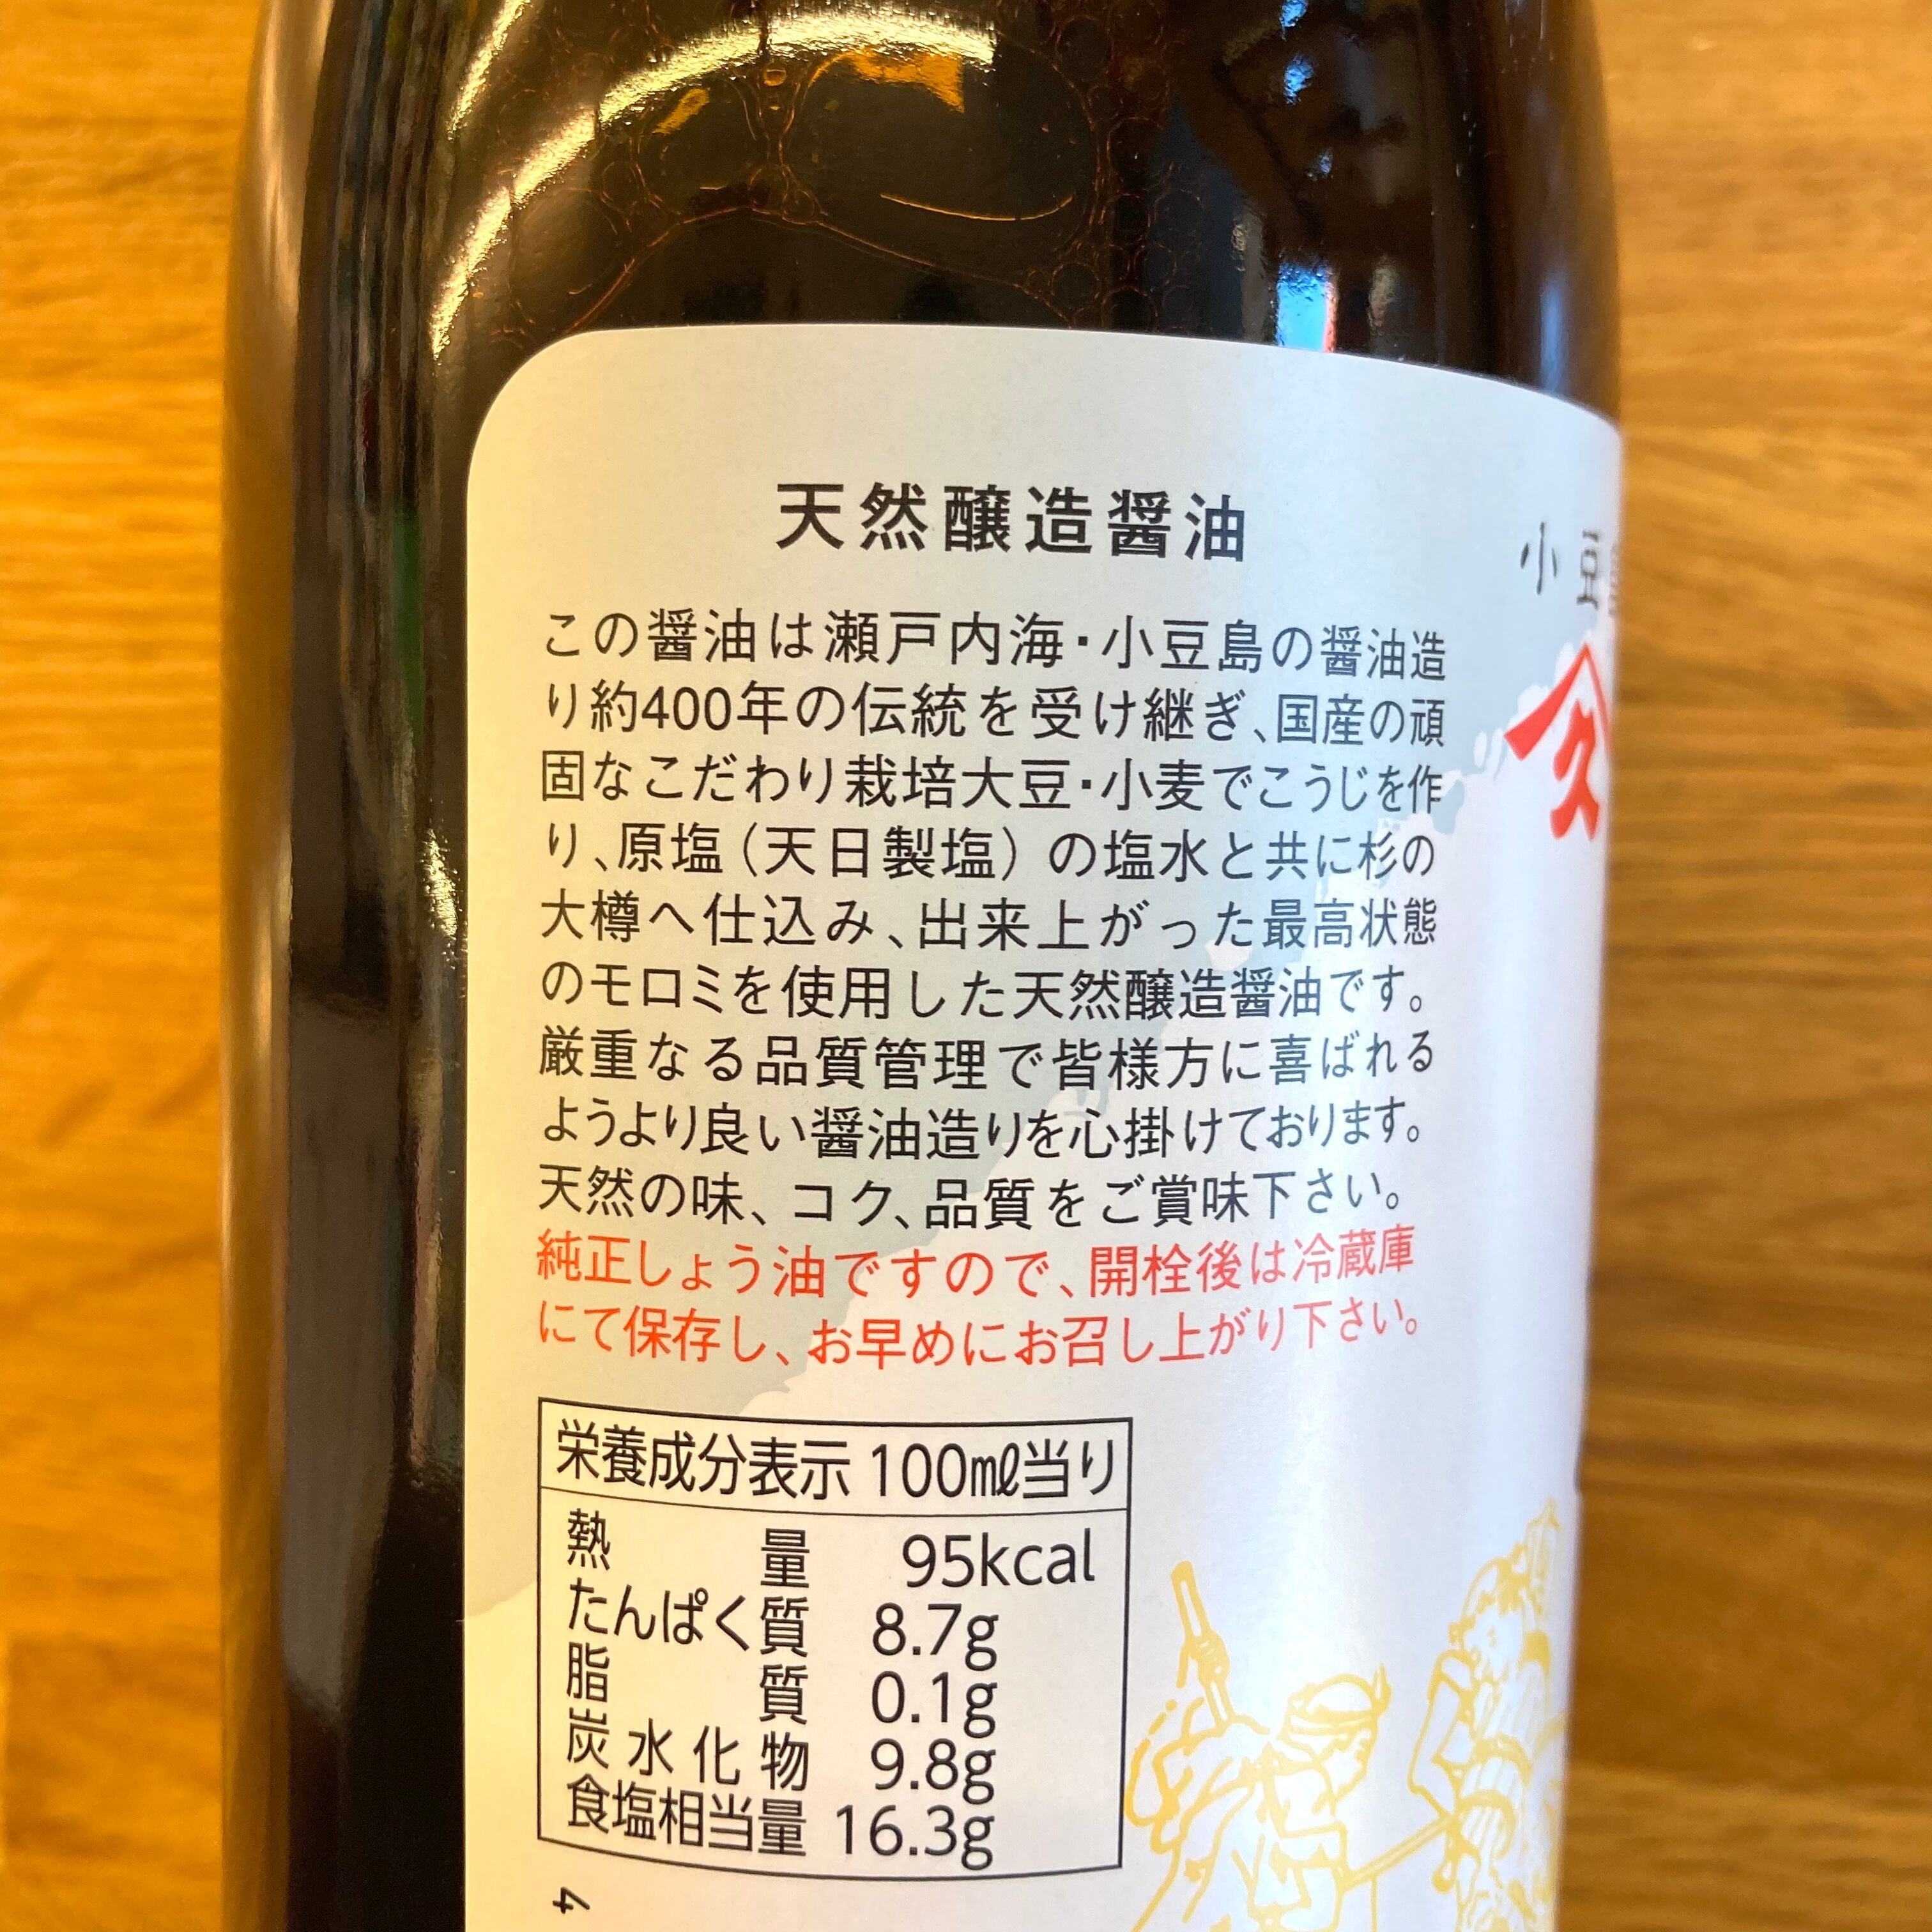 天然醸造醤油
この醤油は瀬戸内海・小豆島の醤油造
り約400年の伝統を受け継ぎ、国産の頑
固なこだわり栽培大豆・小麦でこうじを作
り、原塩(天日製塩)の塩水と共に杉の
大樽へ仕込み、出来上がった最高状態
のモロミを使用した天然醸造醤油です。
厳重なる品質管理で皆様方に喜ばれる
ようより良い醤油造りを心掛けております。
天然の味、コク、品質をご賞味下さい。
純正しょう油ですので、開栓後は冷蔵庫
にて保存し、お早めにお召し上がり下さい。
栄養成分表示 100㎖当り
熱量 95kcal
たんぱく質 8.7g
脂質 0.1g
炭水化物 9.8g
食塩相当量 16.3g
小豆
久